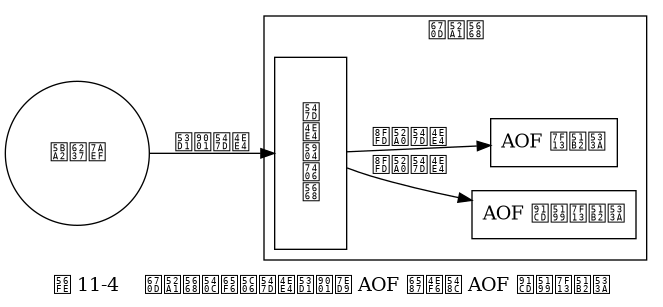 服务器
客户端
发送命令
命令处理器
追加命令
AOF 缓冲区
追加命令
AOF 重写缓冲区
图 11-4 服务器同时将命令发送给 AOF 文件和 AOF 重写缓冲区